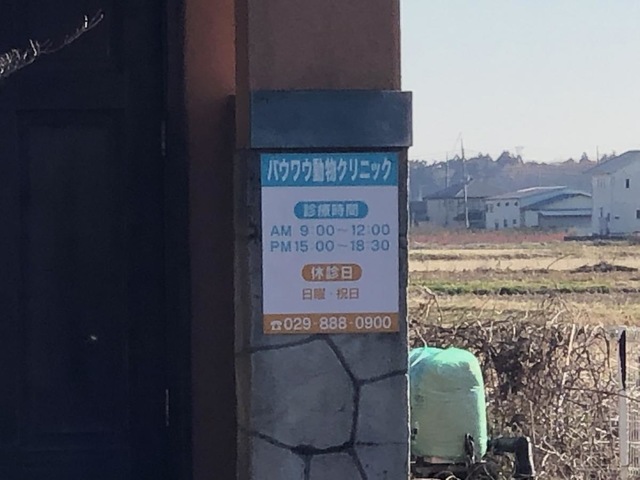 バウワウ動物クリニック
診療時間
AM 9:00～12:00
PM15:00～18:30
休診日
日曜・祝日
☎029-888-0900